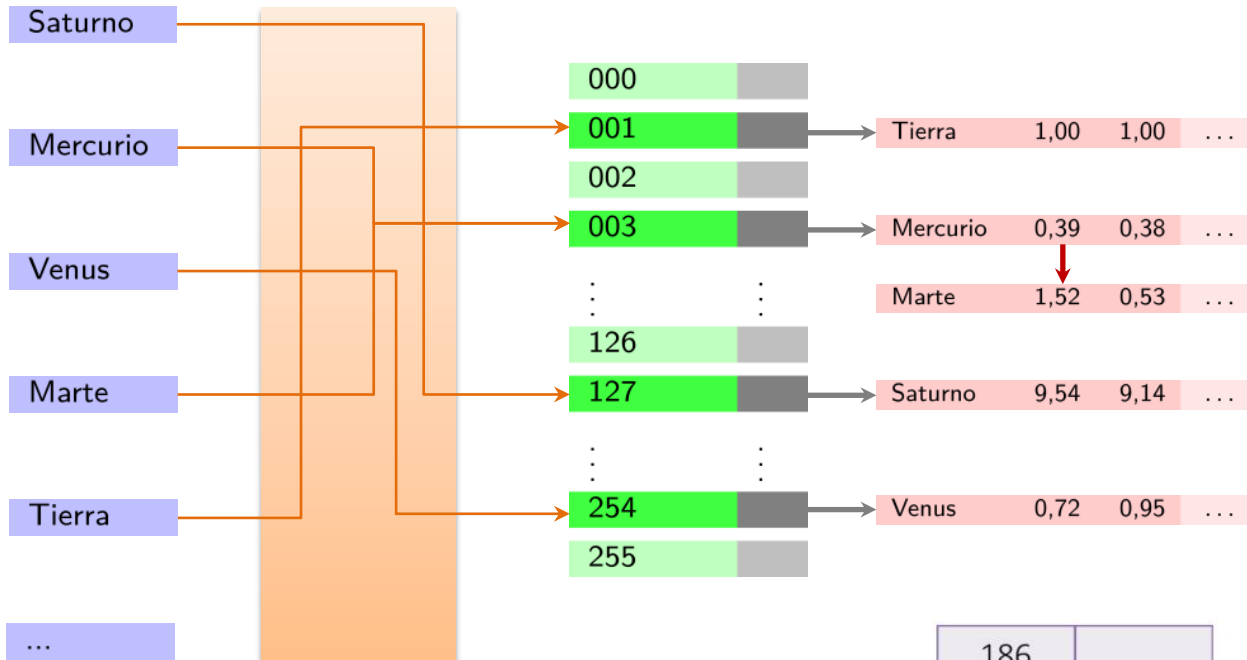 Saturno
Mercurio
Venus
Marte
Tierra
...
000
001
002
003
⋮ ⋮
126
127
⋮ ⋮
254
255
Tierra 1,00 1,00 ...
Mercurio 0,39 0,38 ...
Marte 1,52 0,53 ...
Saturno 9,54 9,14 ...
Venus 0,72 0,95 ...
186